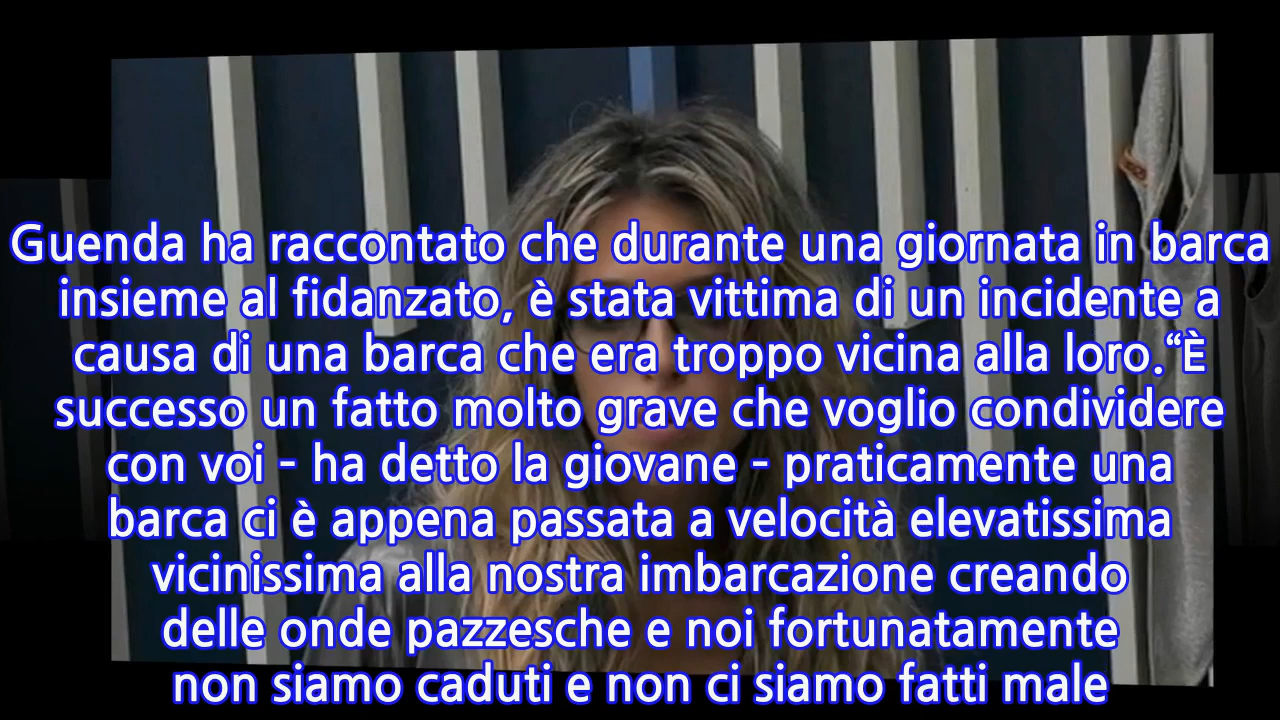 Guenda ha raccontato che durante una giornata in barca
insieme al fidanzato, è stata vittima di un incidente a
causa di una barca che era troppo vicina alla loro.“È
successo un fatto molto grave che voglio condividere
con voi - ha detto la giovane - praticamente una
barca ci è appena passata a velocità elevatissima
vicinissima alla nostra imbarcazione creando
delle onde pazzesche e noi fortunatamente
non siamo caduti e non ci siamo fatti male